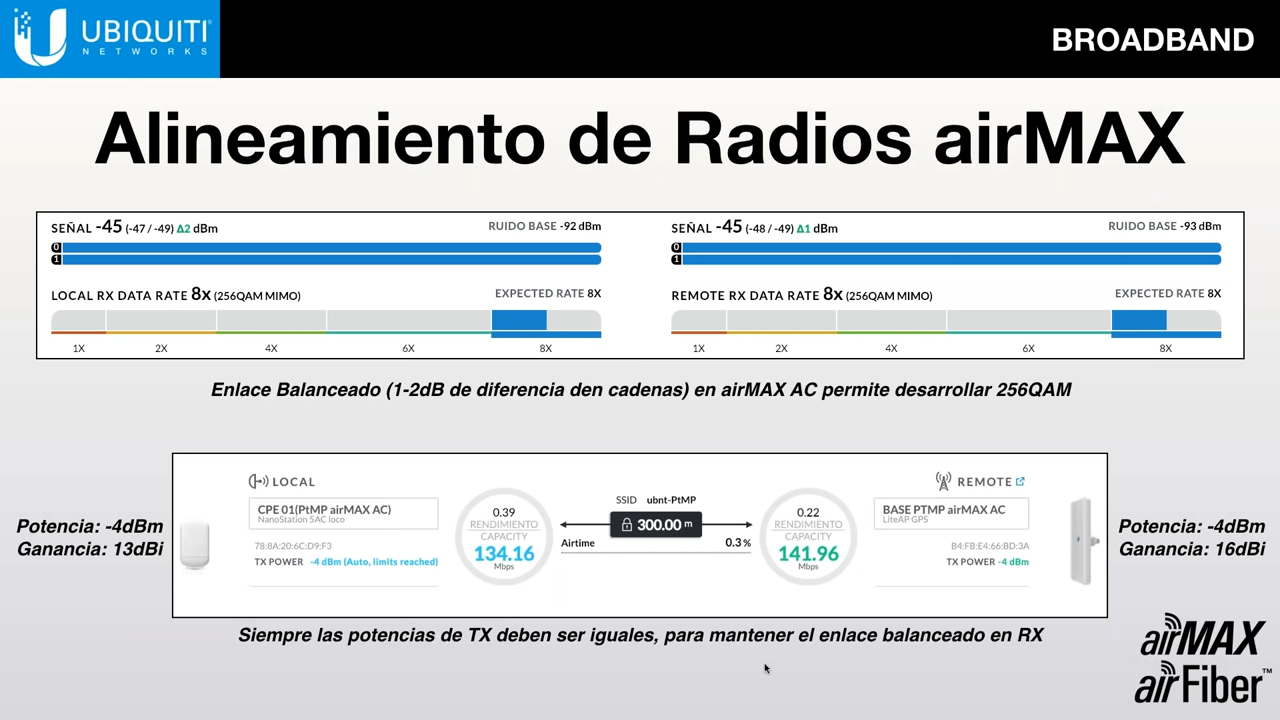 UBIQUITI
NETWORKS
BROADBAND
Alineamiento de Radios airMAX
SEÑAL -45 (-47 / -49) Δ2 dBm
RUIDO BASE -92 dBm
0
1
LOCAL RX DATA RATE 8x (256QAM MIMO)
EXPECTED RATE 8X
1X 2X 4X 6X 8X
SEÑAL -45 (-48 / -49) Δ1 dBm
RUIDO BASE -93 dBm
0
1
REMOTE RX DATA RATE 8x (256QAM MIMO)
EXPECTED RATE 8X
1X 2X 4X 6X 8X
Enlace Balanceado (1-2dB de diferencia den cadenas) en airMAX AC permite desarrollar 256QAM
Potencia: -4dBm
Ganancia: 13dBi
LOCAL
CPE 01(PtMP airMAX AC)
NanoStation 5AC loco
78:8A:20:6C:D9:F3
TX POWER -4 dBm (Auto, limits reached)
0.39
RENDIMIENTO
CAPACITY
134.16
Mbps
SSID ubnt-PtMP
300.00 m
Airtime 0.3 %
0.22
RENDIMIENTO
CAPACITY
141.96
Mbps
REMOTE
BASE PTMP airMAX AC
LiteAP GPS
B4:FB:E4:66:BD:3A
TX POWER -4 dBm
Potencia: -4dBm
Ganancia: 16dBi
Siempre las potencias de TX deben ser iguales, para mantener el enlace balanceado en RX
airMAX
airFiber™